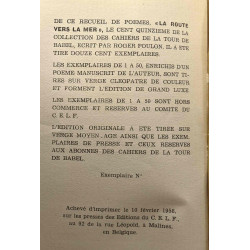 DE CE RECUEIL DE POEMES, «LA ROUTE
VERS LA MER», LE CENT QUINZIEME DE LA
COLLECTION DES CAHIERS DE LA TOUR DE
BABEL, ECRIT PAR ROGER FOULON, IL A ETE
TIRE DOUZE CENT EXEMPLAIRES.
LES EXEMPLAIRES DE 1 A 50, ENRICHIS D'UN
POEME MANUSCRIT DE L'AUTEUR, SONT TI-
RES SUR VERGE CLEOPATRE DE COULEUR
ET FORMENT L'EDITION DE GRAND LUXE
LES EXEMPLAIRES DE 1 A 50 SONT HORS
COMMERCE ET RESERVES AU COMITE DU
C E L F.
L'EDITION ORIGINALE A ETE TIREE SUR
VERGE MOYEN AGE AINSI QUE LES EXEM-
PLAIRES DE PRESSE ET CEUX RESERVES
AUX ABONNES DES CAHIERS DE LA TOUR
DE BABEL.
Exemplaire N°
Achevé d'imprimer le 15 février 1956,
sur les presses des Editions du C. E. L. F.,
au 92 de la rue Léopold, à Malines,
en Belgique.